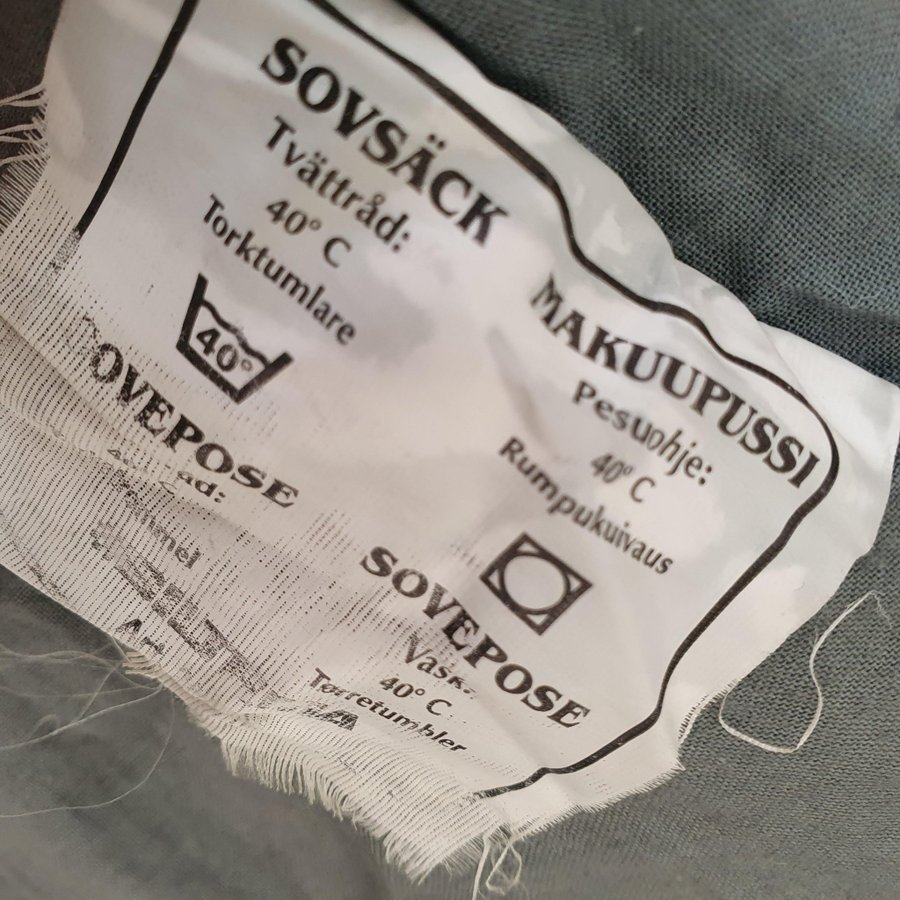 SOVSÄCK
Tvättråd:
40° C
Torktumlare
40°
MAKUUPUSSI
Pesuohje:
40° C
Rumpukuivaus
SOVEPOSE
SOVEPOSE
40° C
Tørretumbler